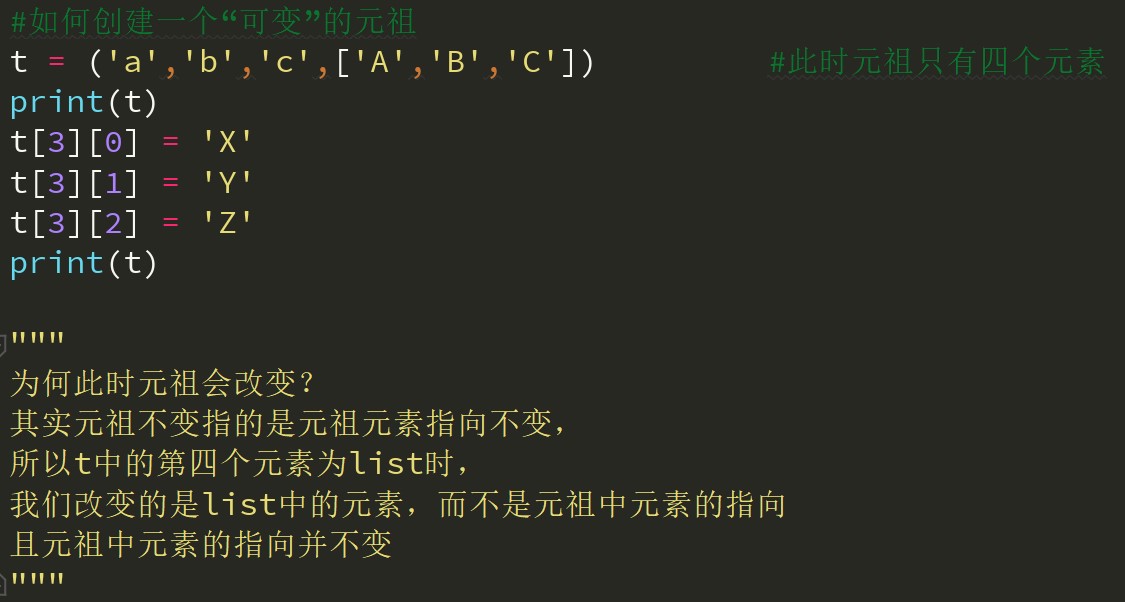 #如何创建一个“可变”的元祖
t = ('a','b','c',['A','B','C'])          #此时元祖只有四个元素
print(t)
t[3][0] = 'X'
t[3][1] = 'Y'
t[3][2] = 'Z'
print(t)
"""
为何此时元祖会改变？
其实元祖不变指的是元祖元素指向不变，
所以t中的第四个元素为list时，
我们改变的是list中的元素，而不是元祖中元素的指向
且元祖中元素的指向并不变
"""